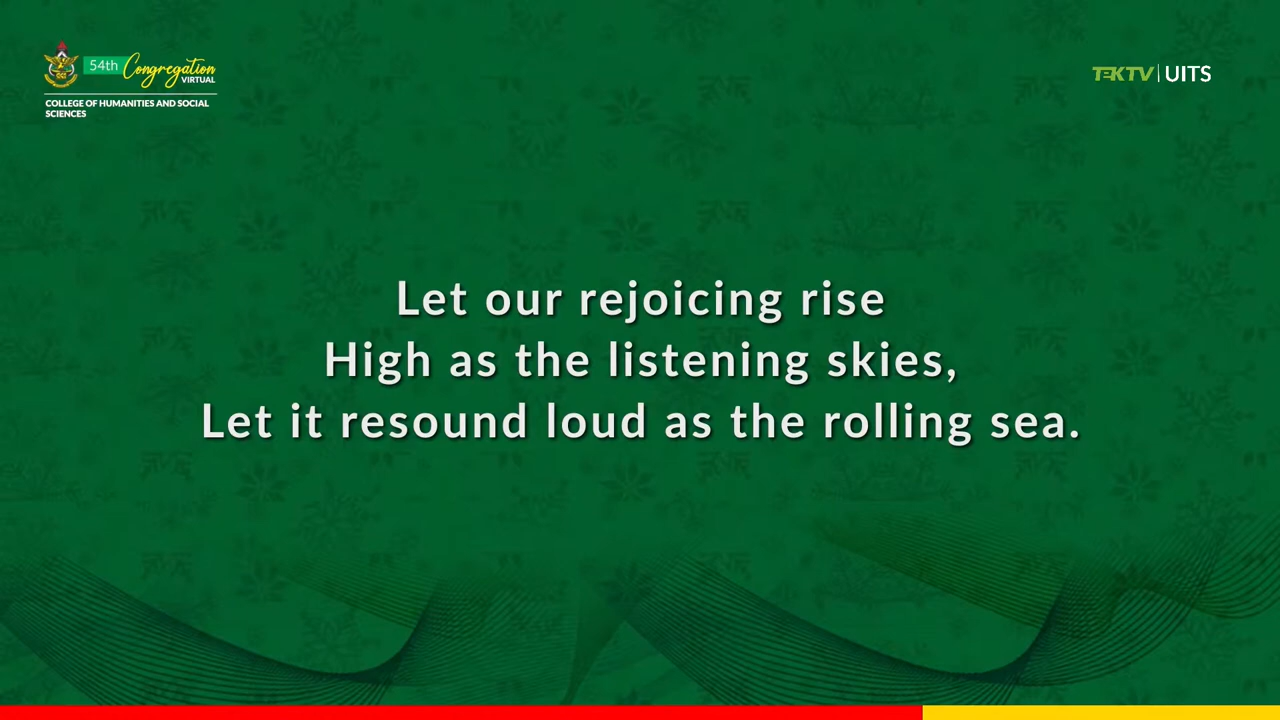 54th Congregation
VIRTUAL
COLLEGE OF HUMANITIES AND SOCIAL
SCIENCES
TEKTV | UITS
Let our rejoicing rise
High as the listening skies,
Let it resound loud as the rolling sea.